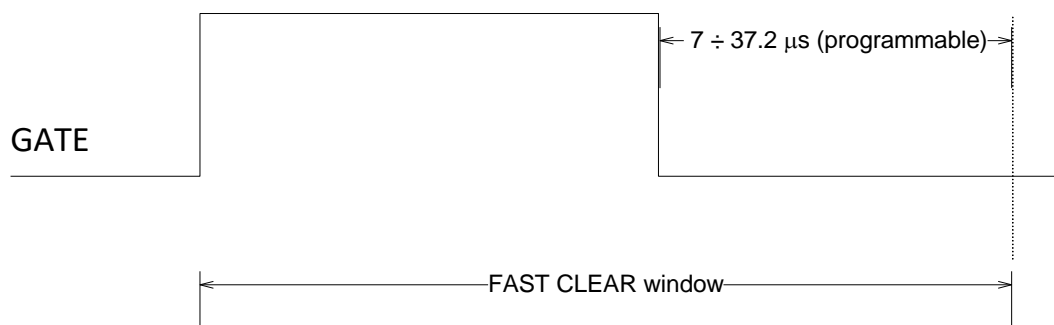 7 ÷ 37.2 μs (programmable)
GATE
FAST CLEAR window